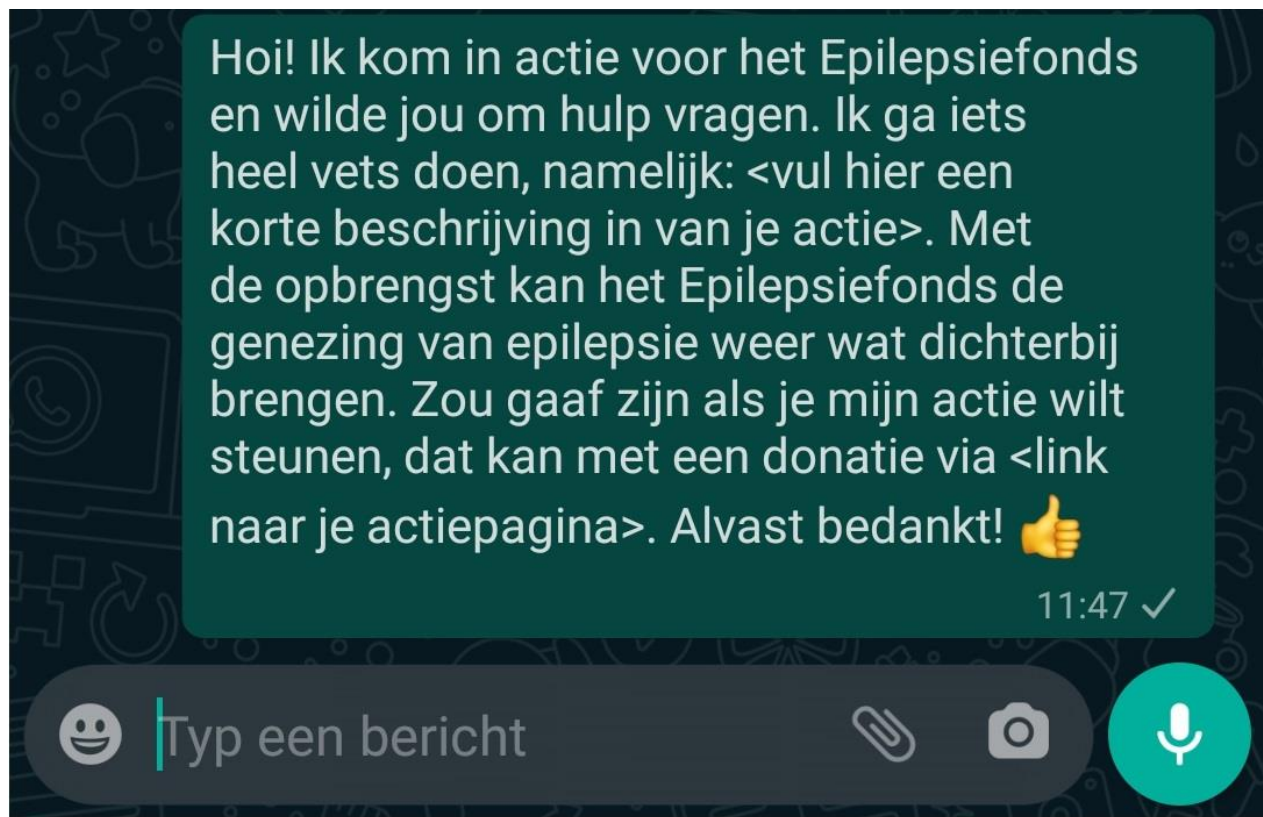 Hoi! Ik kom in actie voor het Epilepsiefonds
en wilde jou om hulp vragen. Ik ga iets
heel vets doen, namelijk: <vul hier een
korte beschrijving in van je actie>. Met
de opbrengst kan het Epilepsiefonds de
genezing van epilepsie weer wat dichterbij
brengen. Zou gaaf zijn als je mijn actie wilt
steunen, dat kan met een donatie via <link
naar je actiepagina>. Alvast bedankt! 👍
11:47 ✓
Typ een bericht